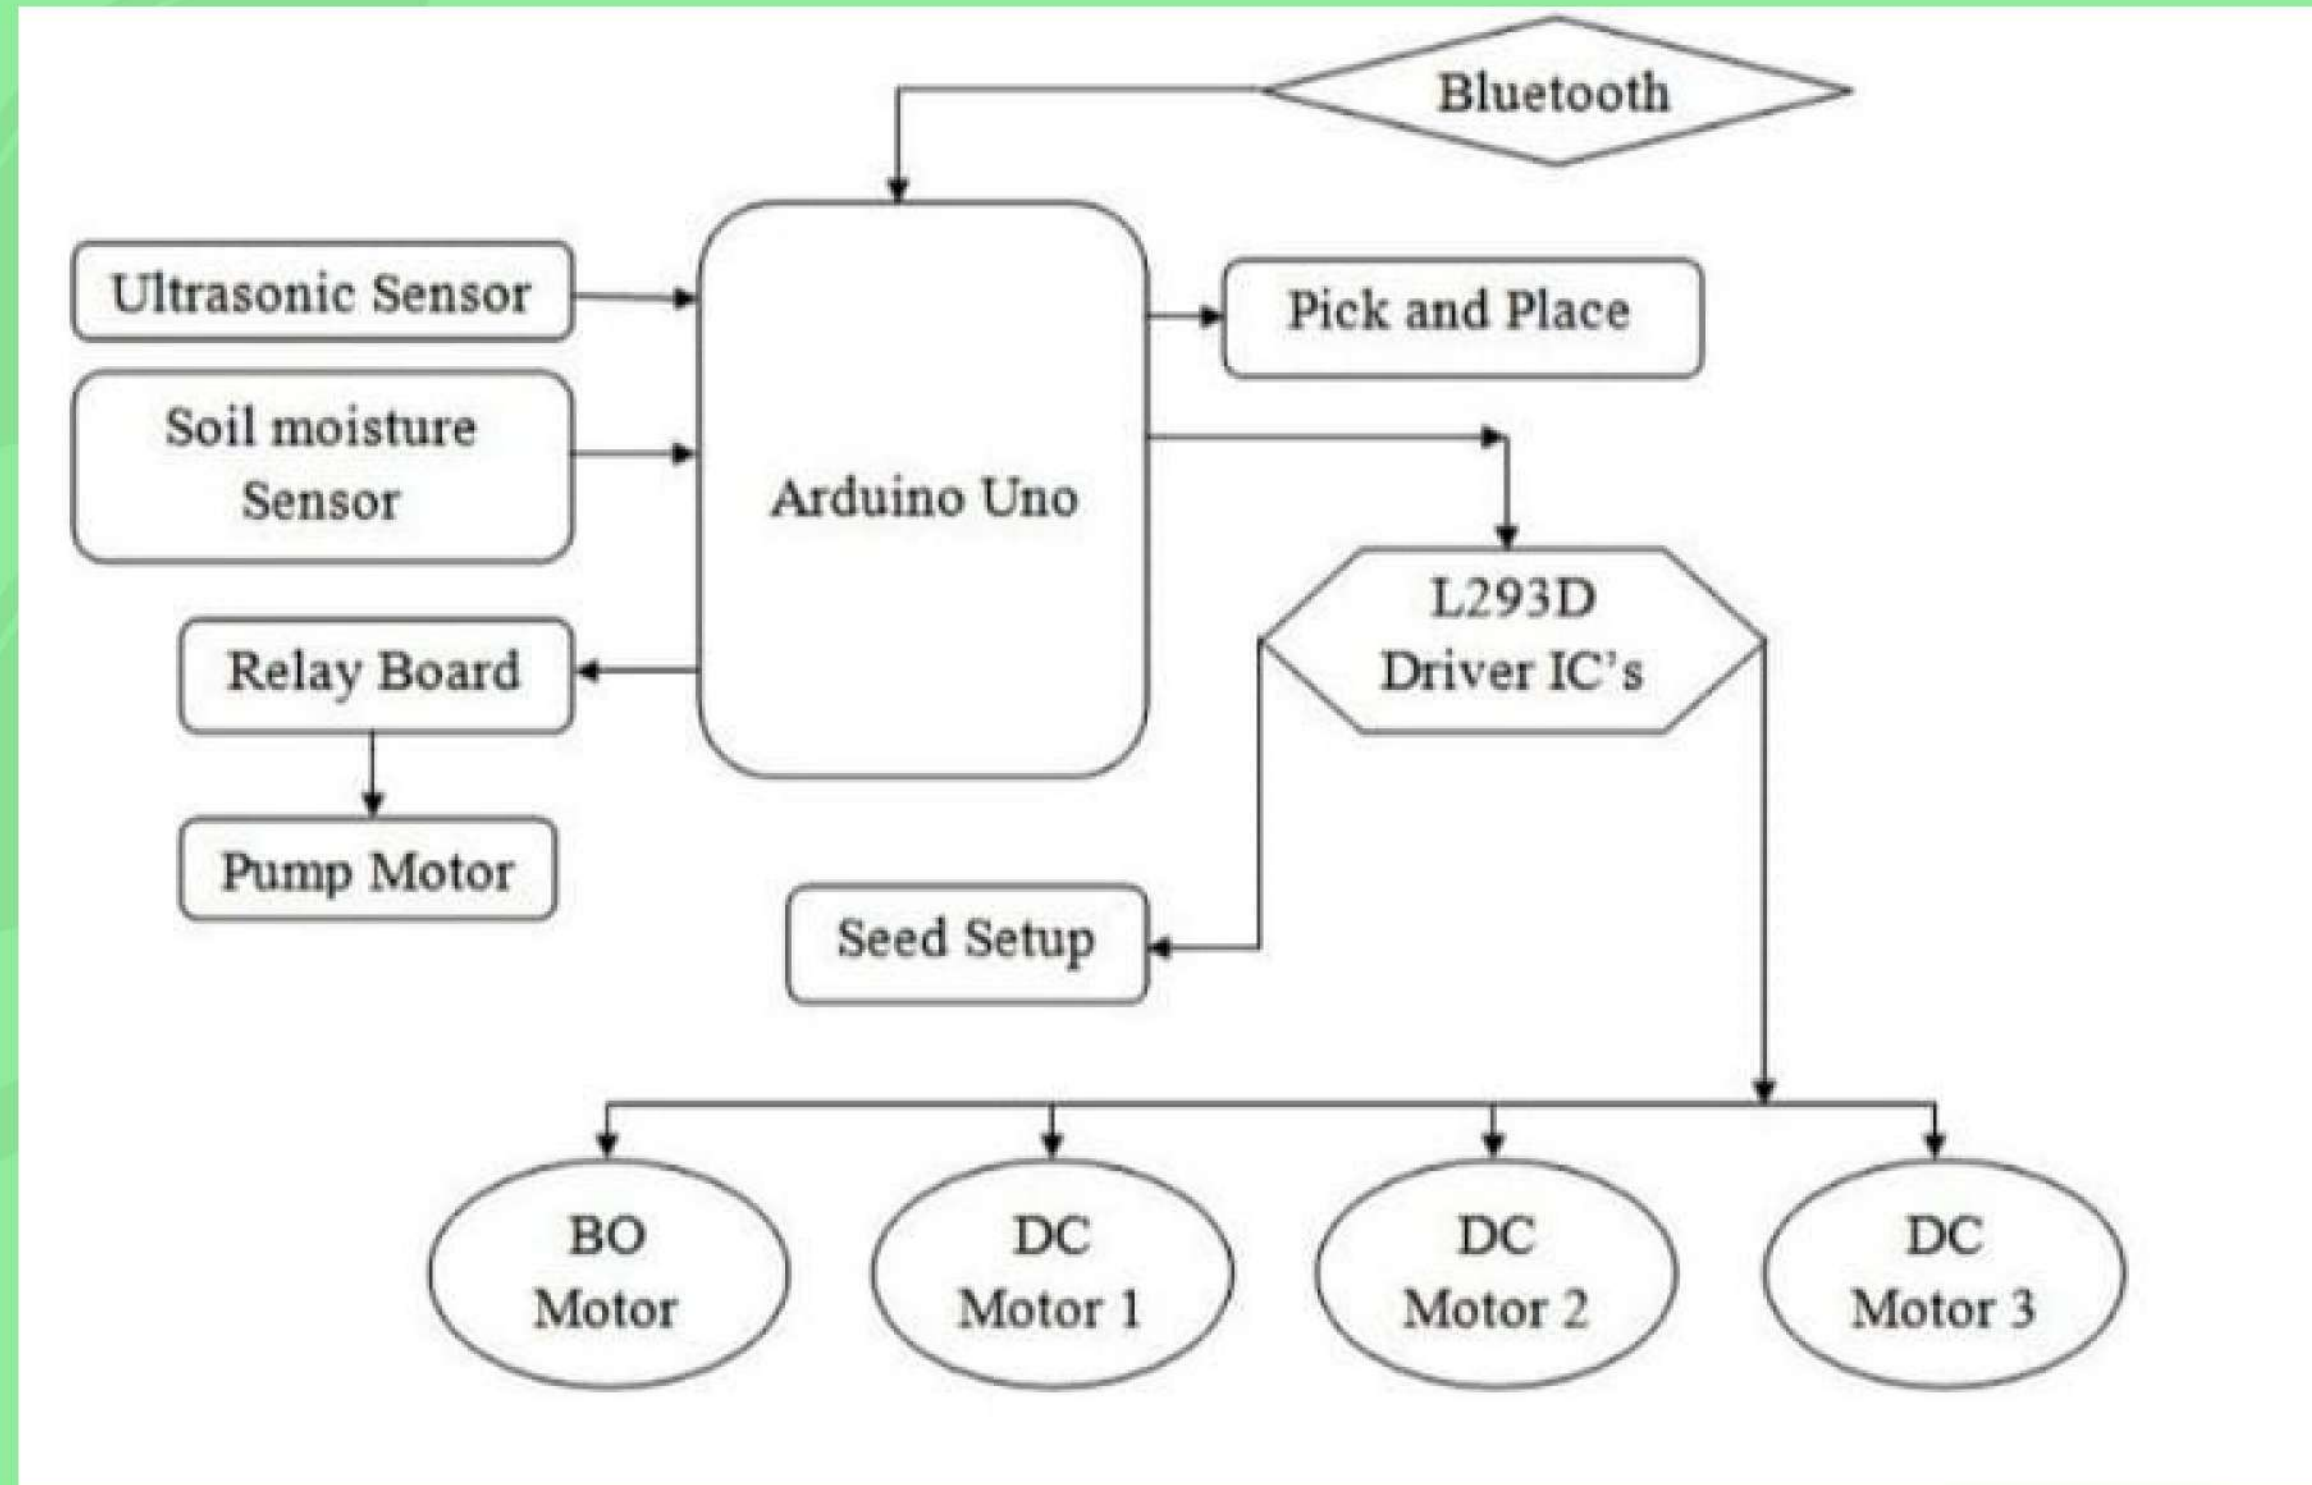 Bluetooth
Ultrasonic Sensor
Pick and Place
Soil moisture
Sensor
Arduino Uno
L293D
Driver IC's
Relay Board
Pump Motor
Seed Setup
BO
Motor
DC
Motor 1
DC
Motor 2
DC
Motor 3